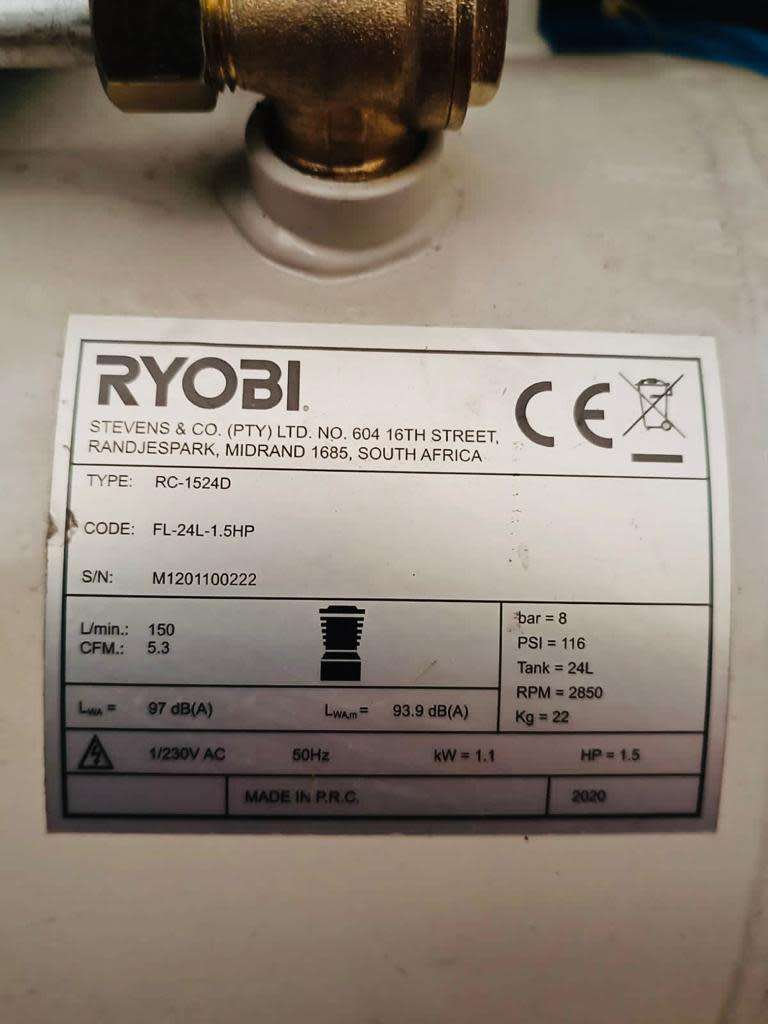 RYOBI
STEVENS & CO. (PTY) LTD. NO. 604 16TH STREET,
RANDJESPARK, MIDRAND 1685, SOUTH AFRICA
CE
TYPE: RC-1524D
CODE: FL-24L-1.5HP
S/N: M1201100222
L/min.: 150
CFM.: 5.3
bar = 8
PSI = 116
Tank = 24L
RPM = 2850
Kg = 22
LWA = 97 dB(A) LWA,m = 93.9 dB(A)
1/230V AC 50Hz kW = 1.1 HP = 1.5
MADE IN P.R.C. 2020